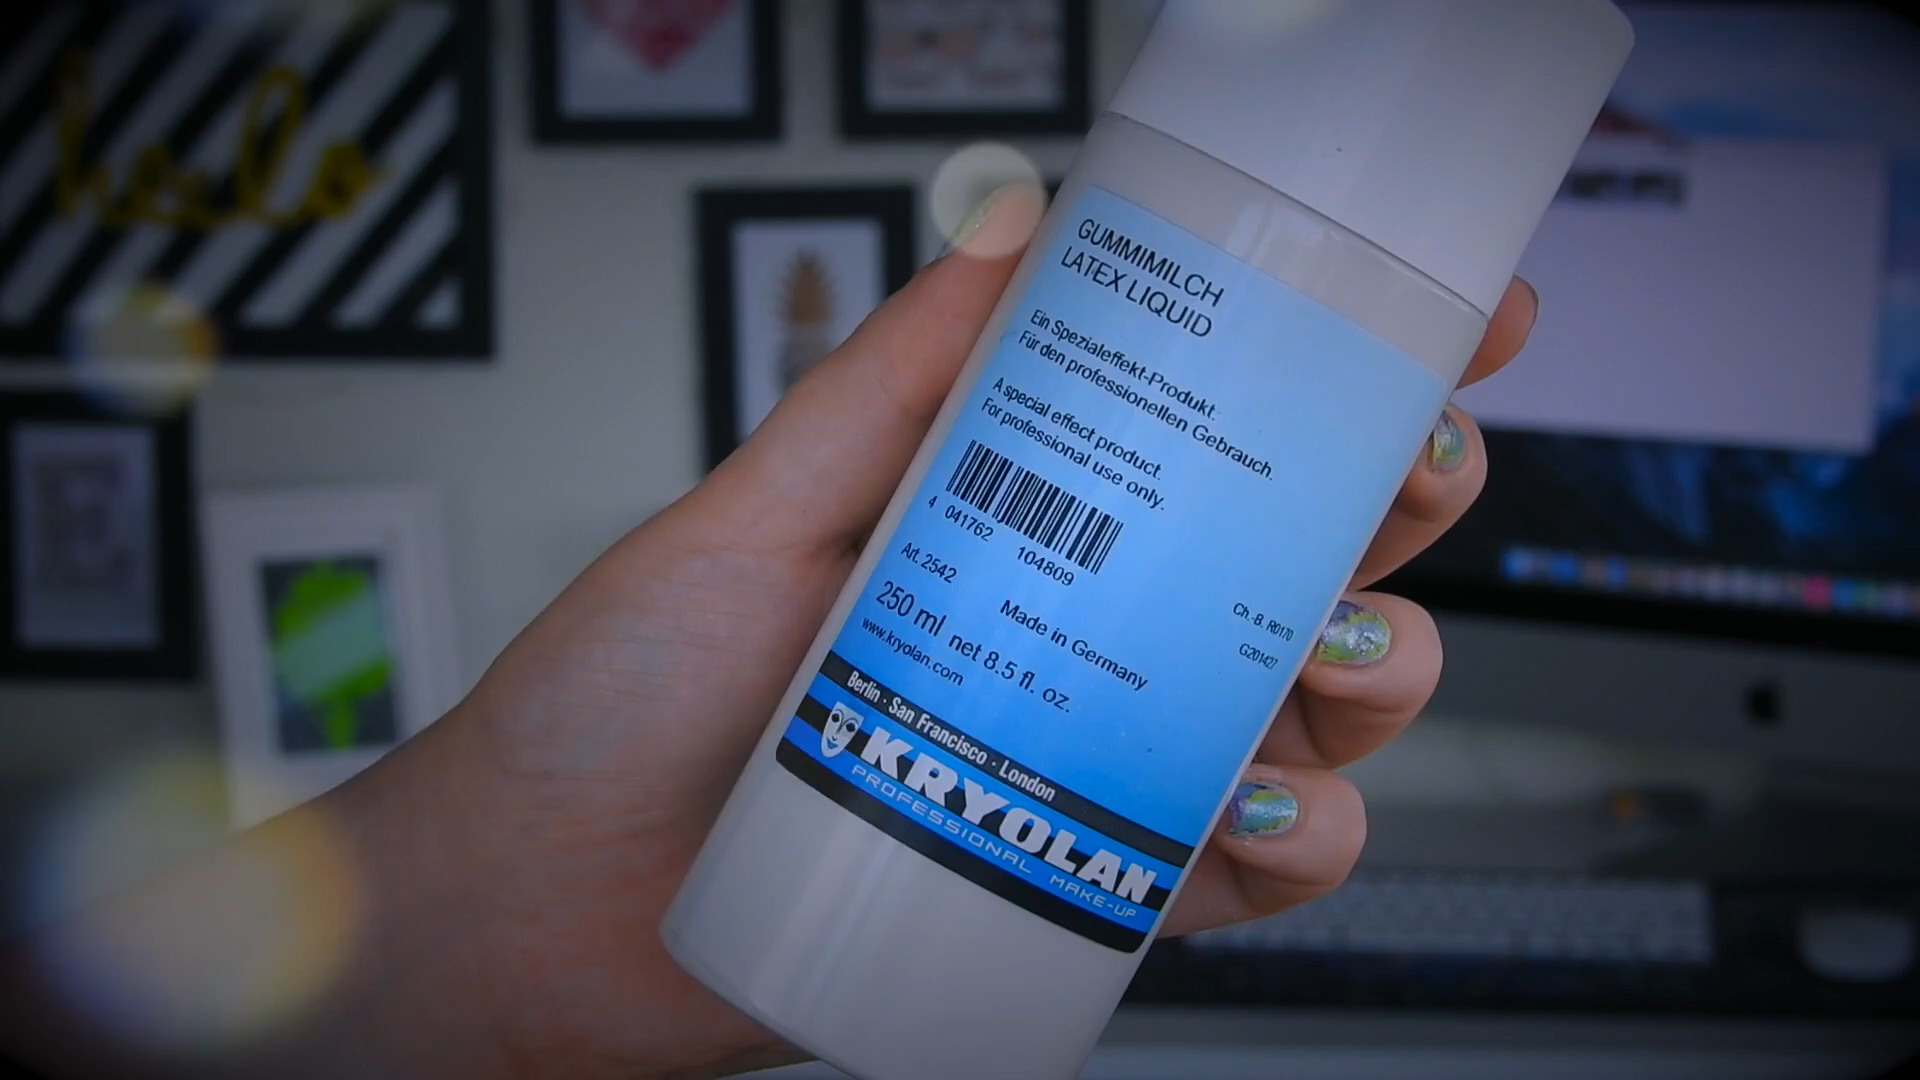 hello
GUMMIMILCH
LATEX LIQUID
Ein Spezialeffekt-Produkt.
Für den professionellen Gebrauch.
A special effect product.
For professional use only.
4 041762 104809
Art. 2542
Made in Germany
250 ml net 8.5 fl. oz.
www.kryolan.com
Ch.-B. R0170
G201427
Berlin · San Francisco · London
KRYOLAN
PROFESSIONAL MAKE-UP